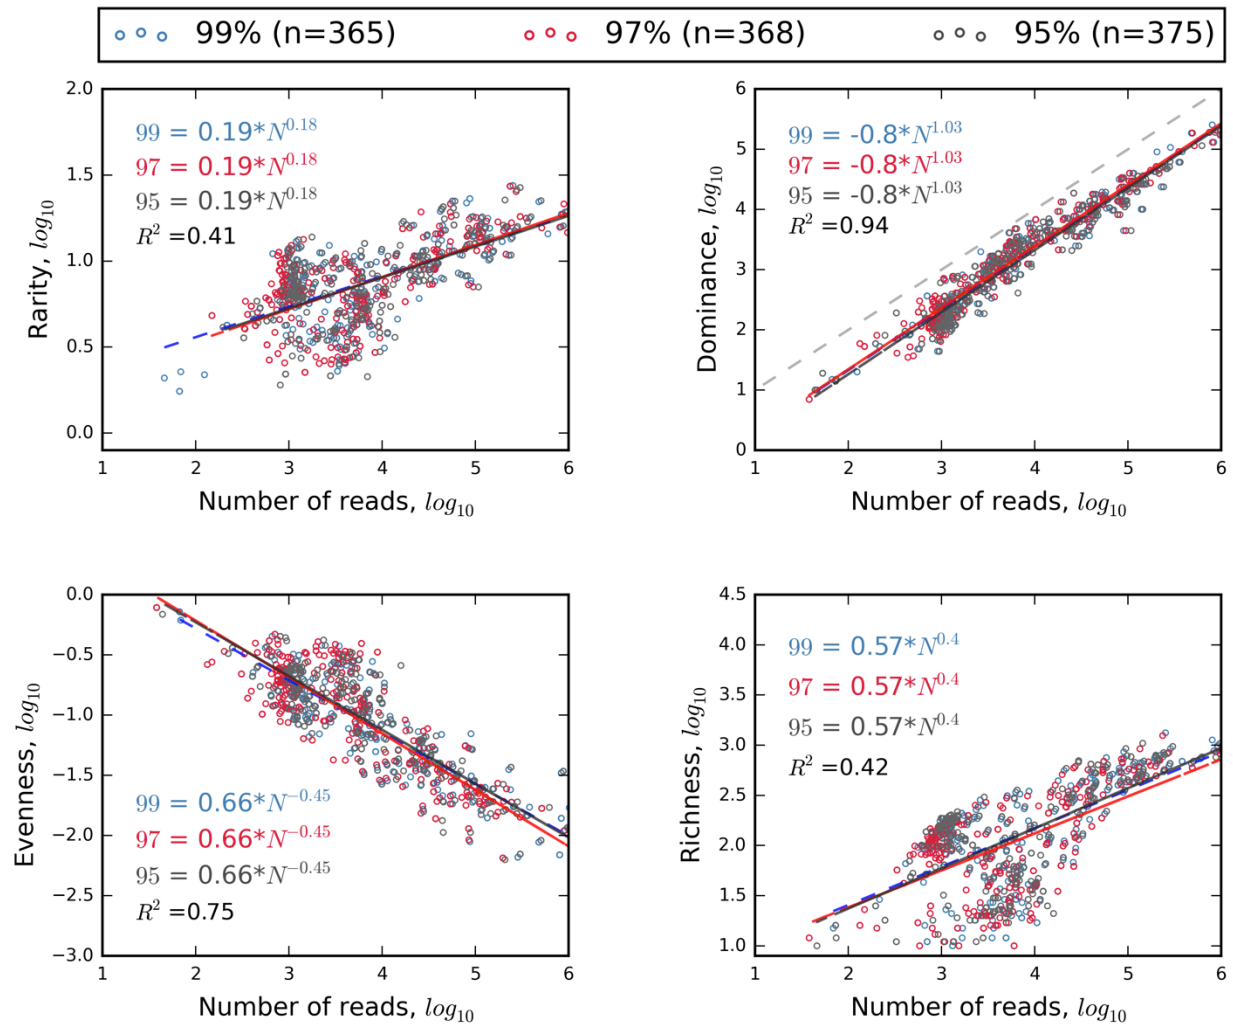 99% (n=365) 97% (n=368) 95% (n=375)
2.0
1.5
1.0
0.5
0.0
Rarity, log₁₀
99 = 0.19*N^0.18
97 = 0.19*N^0.18
95 = 0.19*N^0.18
R² =0.41
1 2 3 4 5 6
Number of reads, log₁₀
6
5
4
3
2
1
0
Dominance, log₁₀
99 = -0.8*N^1.03
97 = -0.8*N^1.03
95 = -0.8*N^1.03
R² =0.94
1 2 3 4 5 6
Number of reads, log₁₀
0.0
−0.5
−1.0
−1.5
−2.0
−2.5
−3.0
Evenness, log₁₀
99 = 0.66*N^−0.45
97 = 0.66*N^−0.45
95 = 0.66*N^−0.45
R² =0.75
1 2 3 4 5 6
Number of reads, log₁₀
4.5
4.0
3.5
3.0
2.5
2.0
1.5
1.0
Richness, log₁₀
99 = 0.57*N^0.4
97 = 0.57*N^0.4
95 = 0.57*N^0.4
R² =0.42
1 2 3 4 5 6
Number of reads, log₁₀